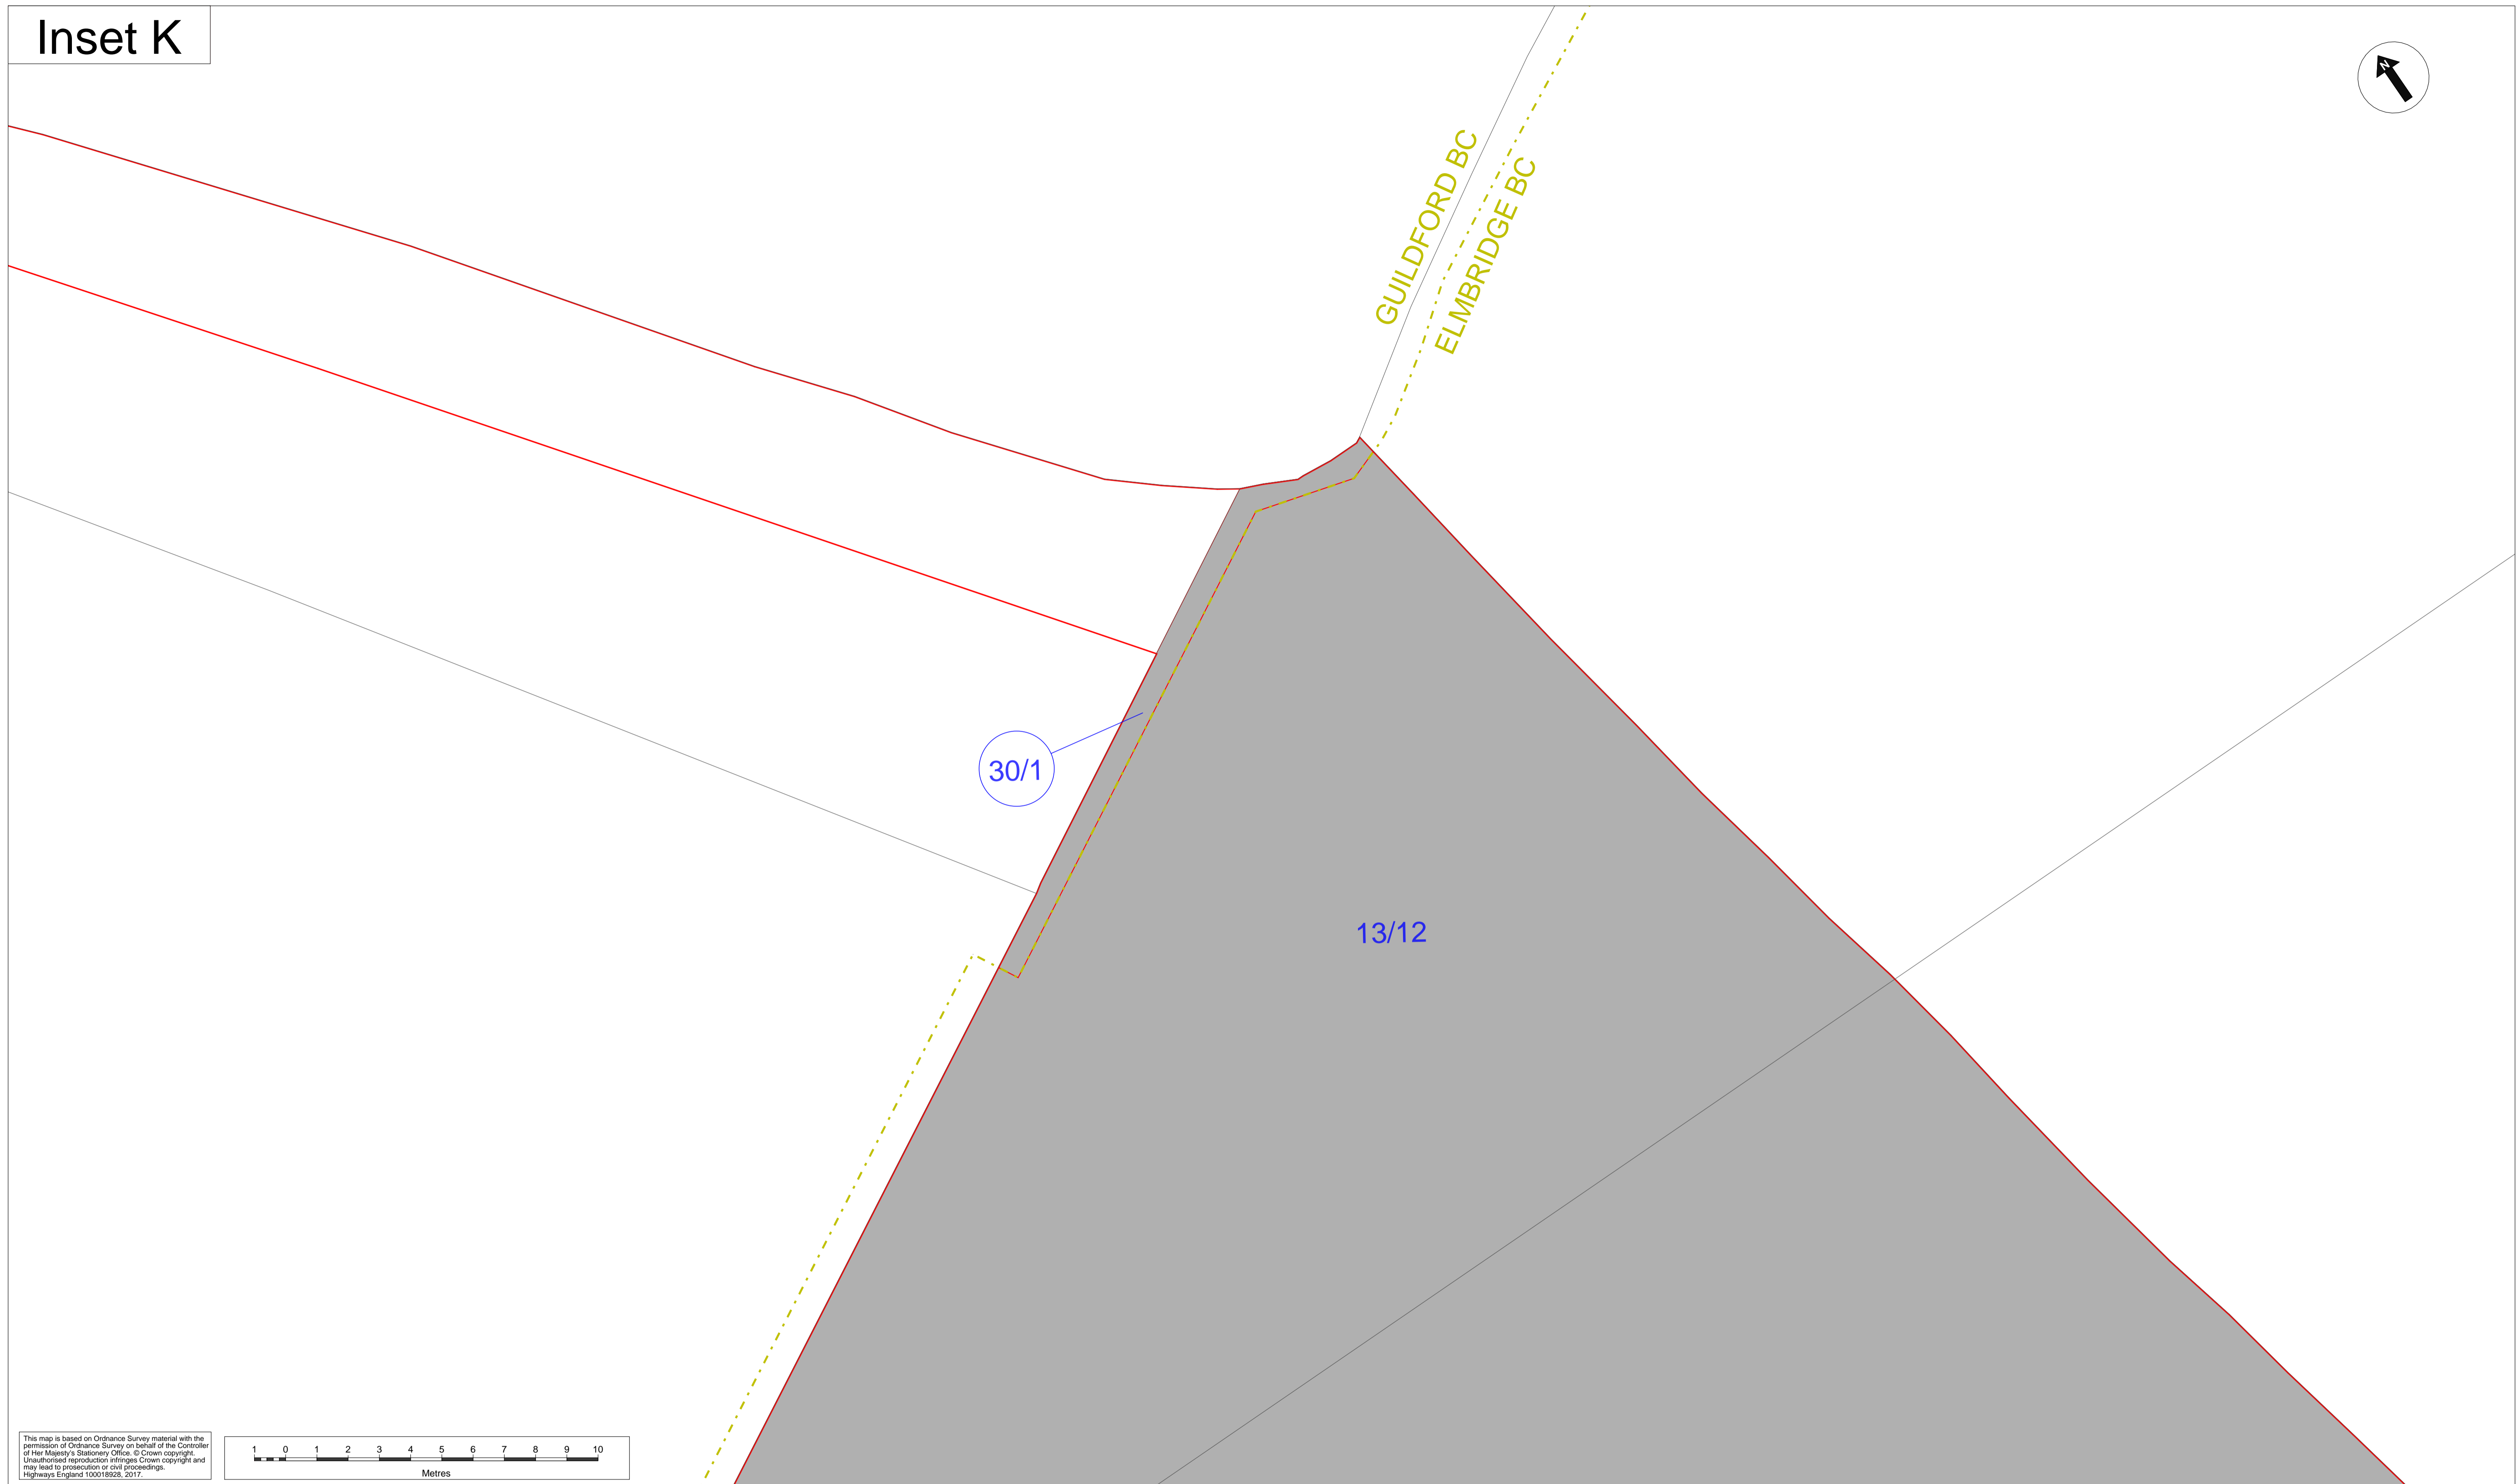 Inset K
N
GUILDFORD BC
ELMBRIDGE BC
30/1
13/12
This map is based on Ordnance Survey material with the
permission of Ordnance Survey on behalf of the Controller
of Her Majesty's Stationery Office. © Crown copyright.
Unauthorised reproduction infringes Crown copyright and
may lead to prosecution or civil proceedings.
Highways England 100018928, 2017.
1 0 1 2 3 4 5 6 7 8 9 10
Metres